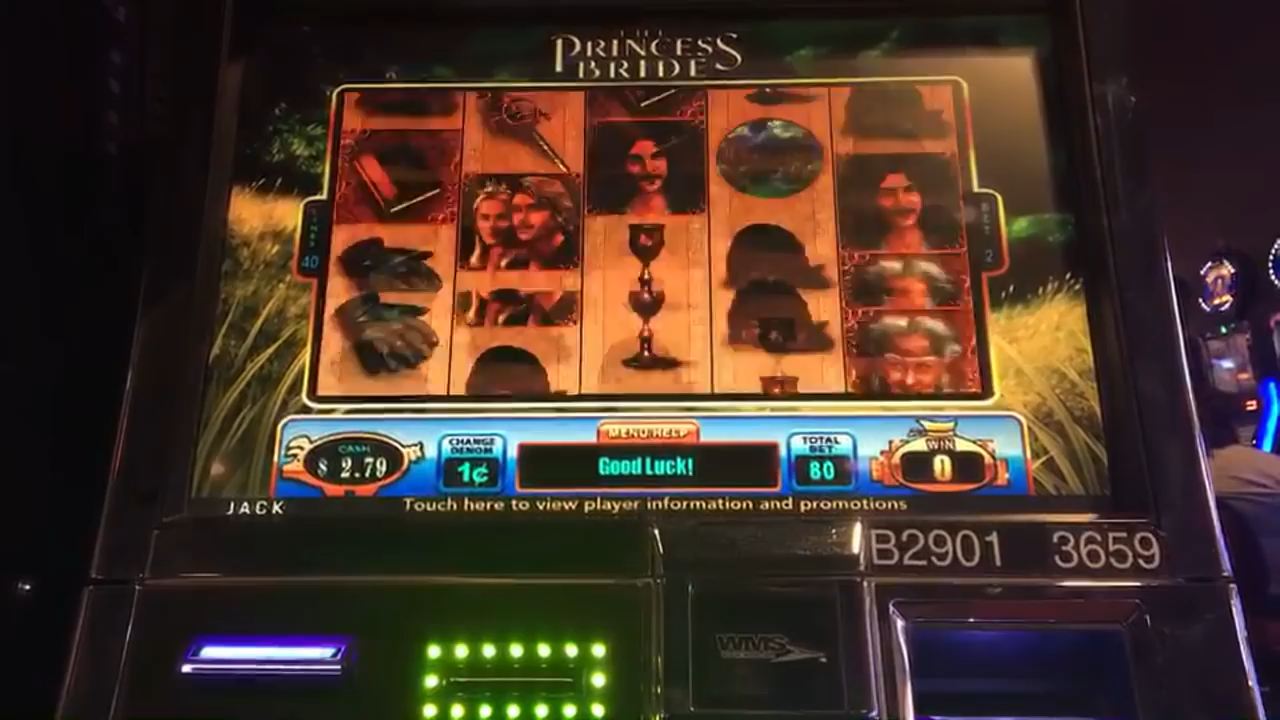 THE
PRINCESS
BRIDE
LINES
40
BET
2
MENU/HELP
CASH
$ 2.79
CHANGE
DENOM
1¢
Good Luck!
TOTAL
BET
80
WIN
0
JACK
Touch here to view player information and promotions
B2901 3659
WMS